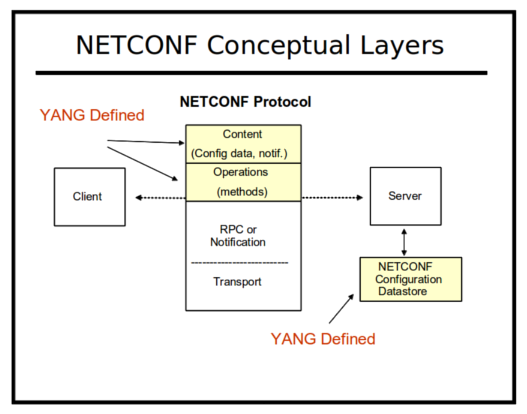 NETCONF Conceptual Layers
NETCONF Protocol
YANG Defined
Content
(Config data, notif.)
Operations
(methods)
Client
Server
RPC or
Notification
Transport
NETCONF
Configuration
Datastore
YANG Defined